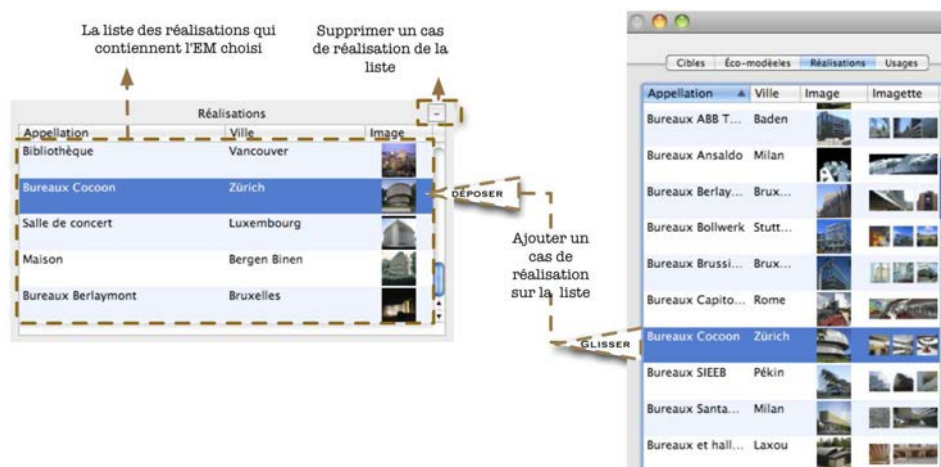 La liste des réalisations qui
contiennent l'EM choisi
Supprimer un cas
de réalisation de la
liste
Réalisations
-
Appellation Ville Image
Bibliothèque Vancouver
Bureaux Cocoon Zürich
Salle de concert Luxembourg
Maison Bergen Binen
Bureaux Berlaymont Bruxelles
DÉPOSER
Ajouter un
cas de
réalisation
sur la liste
GLISSER
Cibles Éco-modèeles Réalisations Usages
Appellation Ville Image Imagette
Bureaux ABB T... Baden
Bureaux Ansaldo Milan
Bureaux Berlay... Brux...
Bureaux Bollwerk Stutt...
Bureaux Brussi... Brux...
Bureaux Capito... Rome
Bureaux Cocoon Zürich
Bureaux SIEEB Pékin
Bureaux Santa... Milan
Bureaux et hall... Laxou